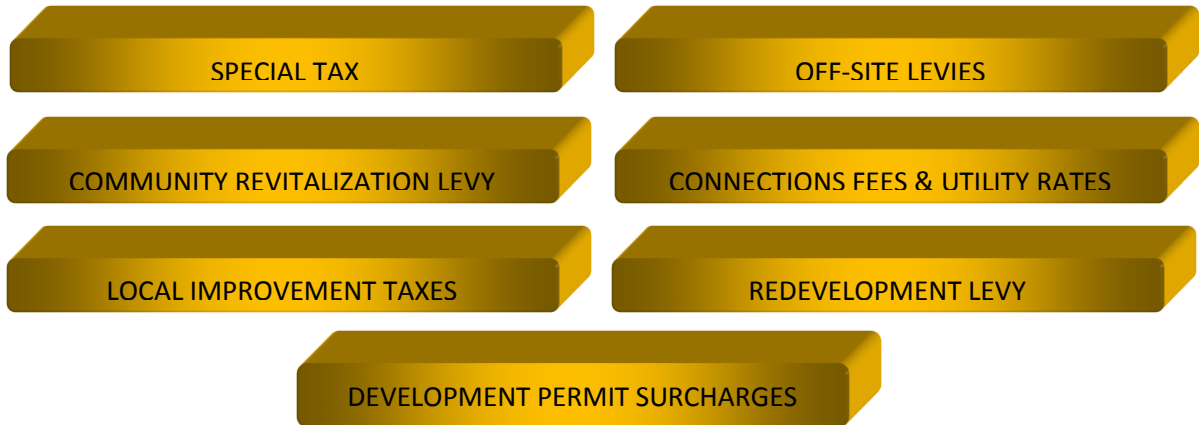 SPECIAL TAX
OFF-SITE LEVIES
COMMUNITY REVITALIZATION LEVY
CONNECTIONS FEES & UTILITY RATES
LOCAL IMPROVEMENT TAXES
REDEVELOPMENT LEVY
DEVELOPMENT PERMIT SURCHARGES